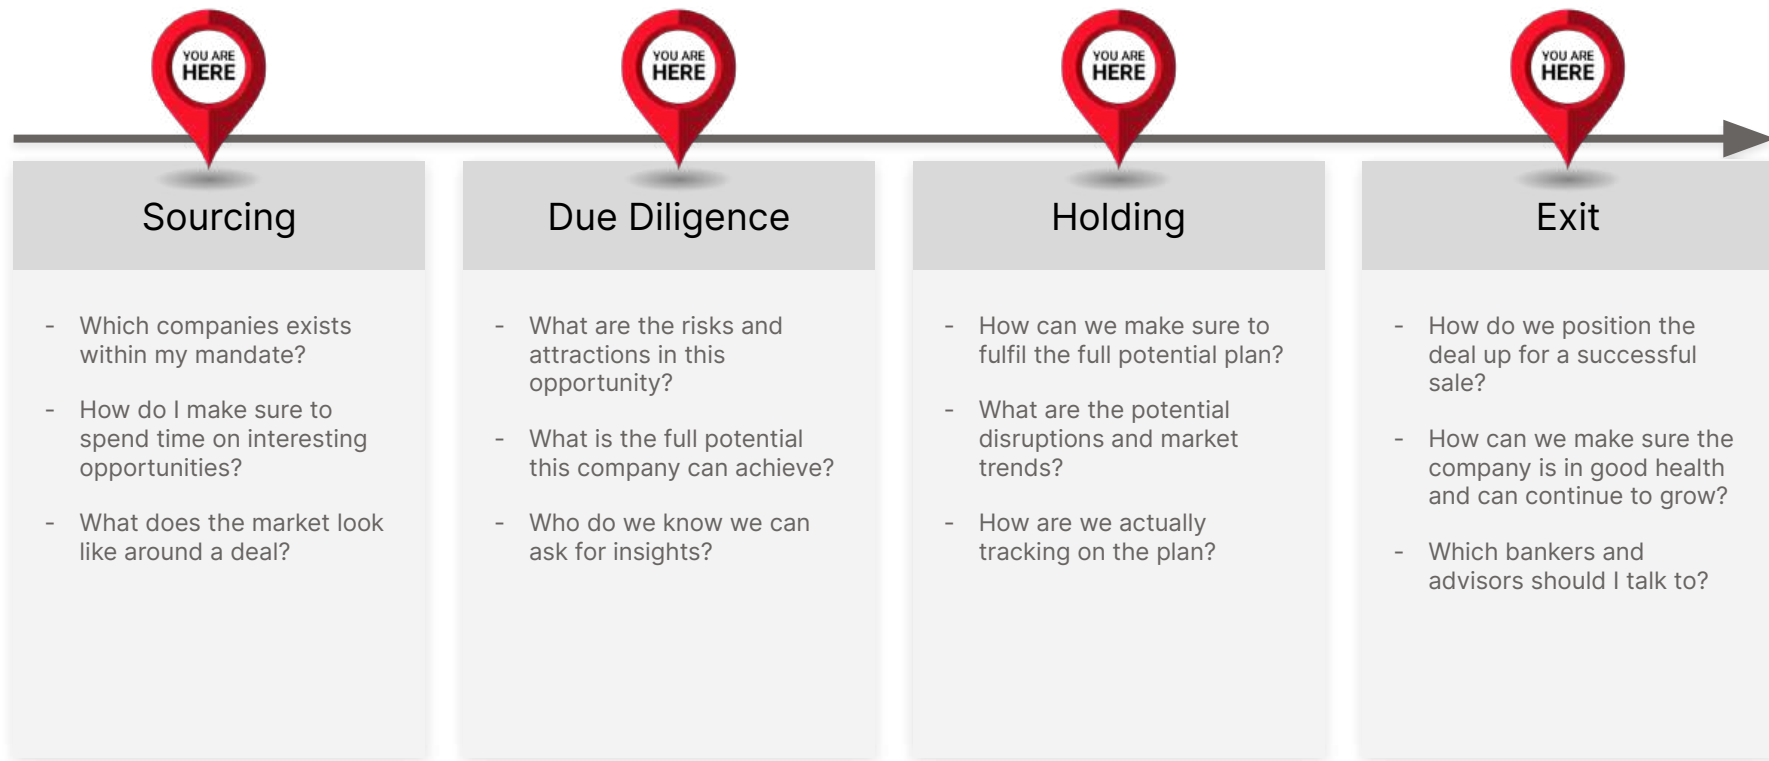 YOU ARE
HERE
YOU ARE
HERE
YOU ARE
HERE
YOU ARE
HERE
Sourcing
- Which companies exists
within my mandate?
- How do I make sure to
spend time on interesting
opportunities?
- What does the market look
like around a deal?
Due Diligence
- What are the risks and
attractions in this
opportunity?
- What is the full potential
this company can achieve?
- Who do we know we can
ask for insights?
Holding
- How can we make sure to
fulfil the full potential plan?
- What are the potential
disruptions and market
trends?
- How are we actually
tracking on the plan?
Exit
- How do we position the
deal up for a successful
sale?
- How can we make sure the
company is in good health
and can continue to grow?
- Which bankers and
advisors should I talk to?